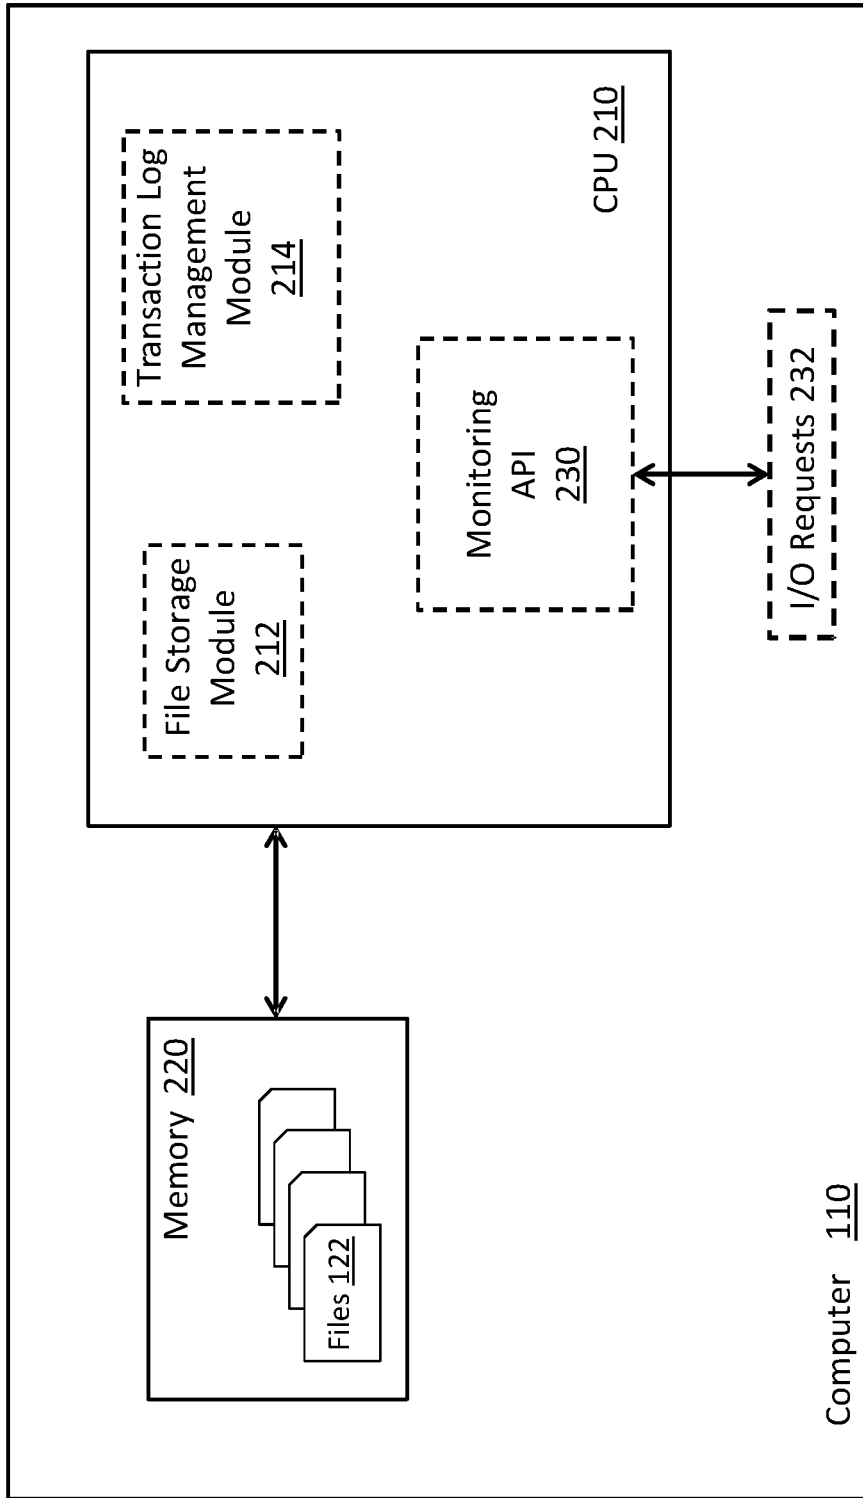 Memory 220
Files 122
File Storage
Module
212
Transaction Log
Management
Module
214
Monitoring
API
230
CPU 210
I/O Requests 232
Computer 110